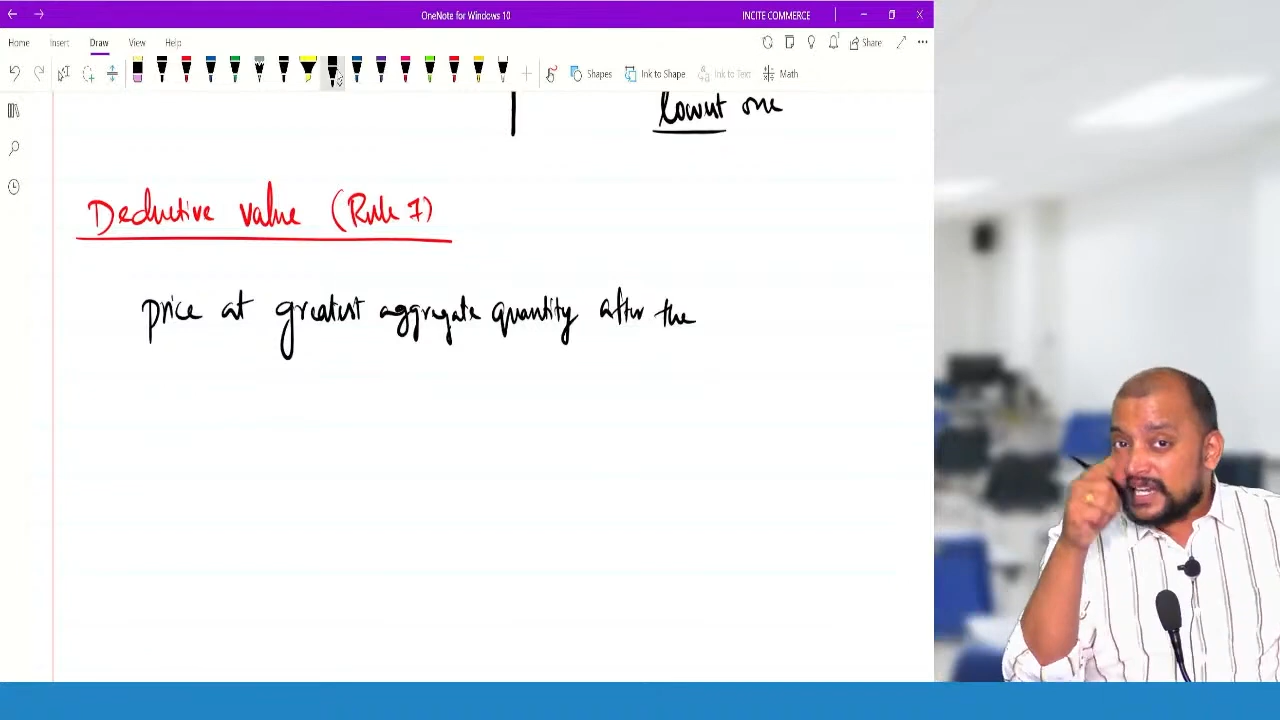 OneNote for Windows 10
INCITE COMMERCE
Home Insert Draw View Help
Share
Shapes Ink to Shape Ink to Text Math
lowest one
Deductive value (Rule 7)
price at greatest aggregate quantity after the